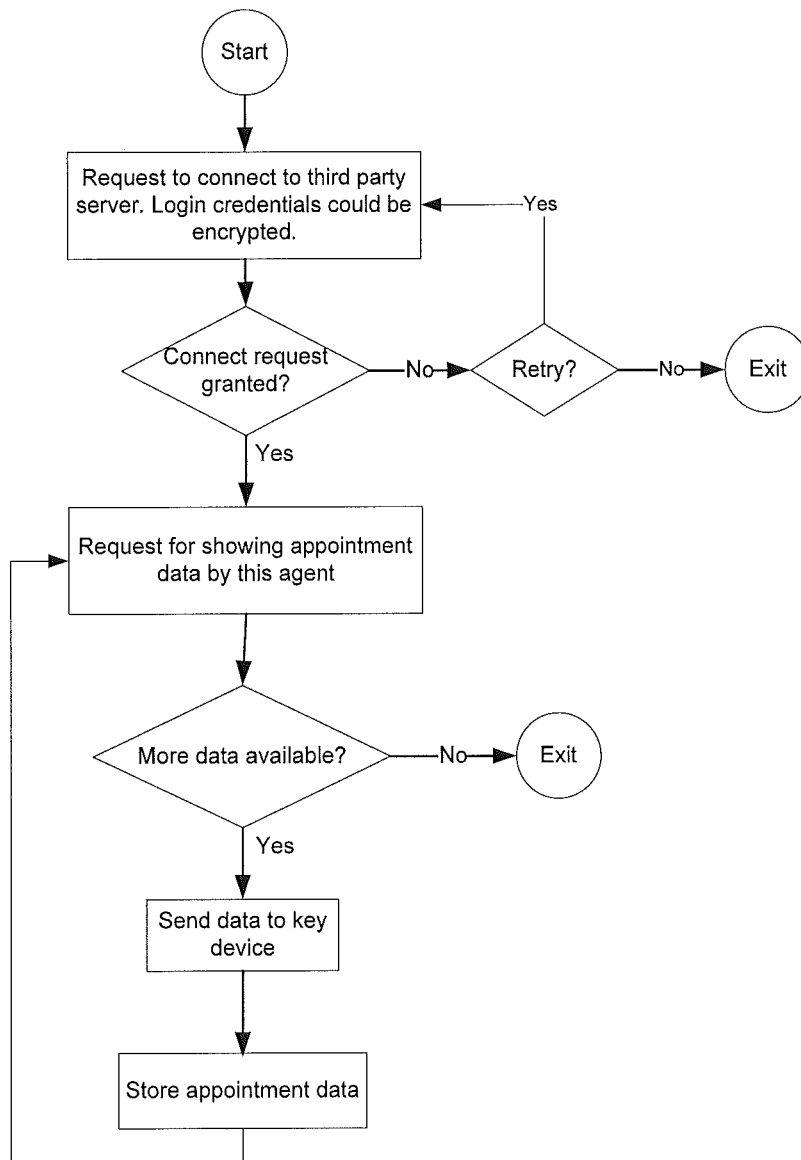 Start
Request to connect to third party
server. Login credentials could be
encrypted.
Yes
Connect request
granted?
No
Retry?
No
Exit
Yes
Request for showing appointment
data by this agent
More data available?
No
Exit
Yes
Send data to key
device
Store appointment data